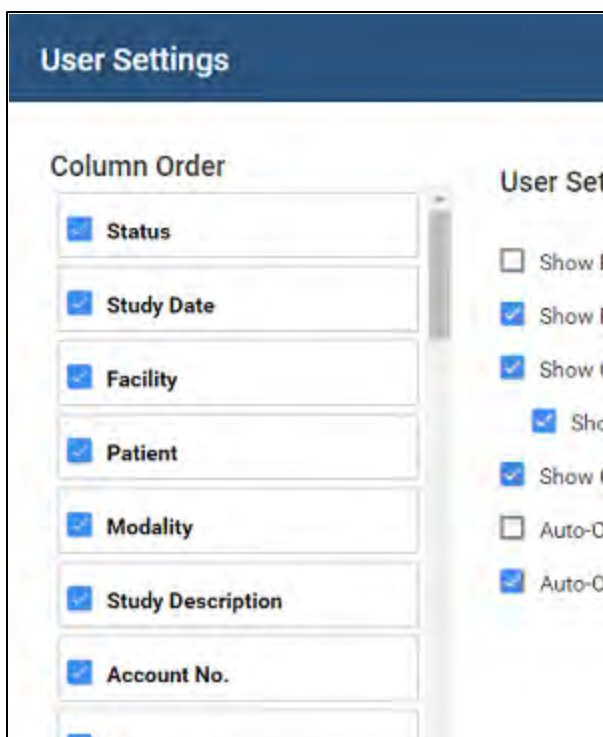 User Settings
Column Order
Status
Study Date
Facility
Patient
Modality
Study Description
Account No.
User Set
Show
Show
Show
Sho
Show
Auto-O
Auto-O